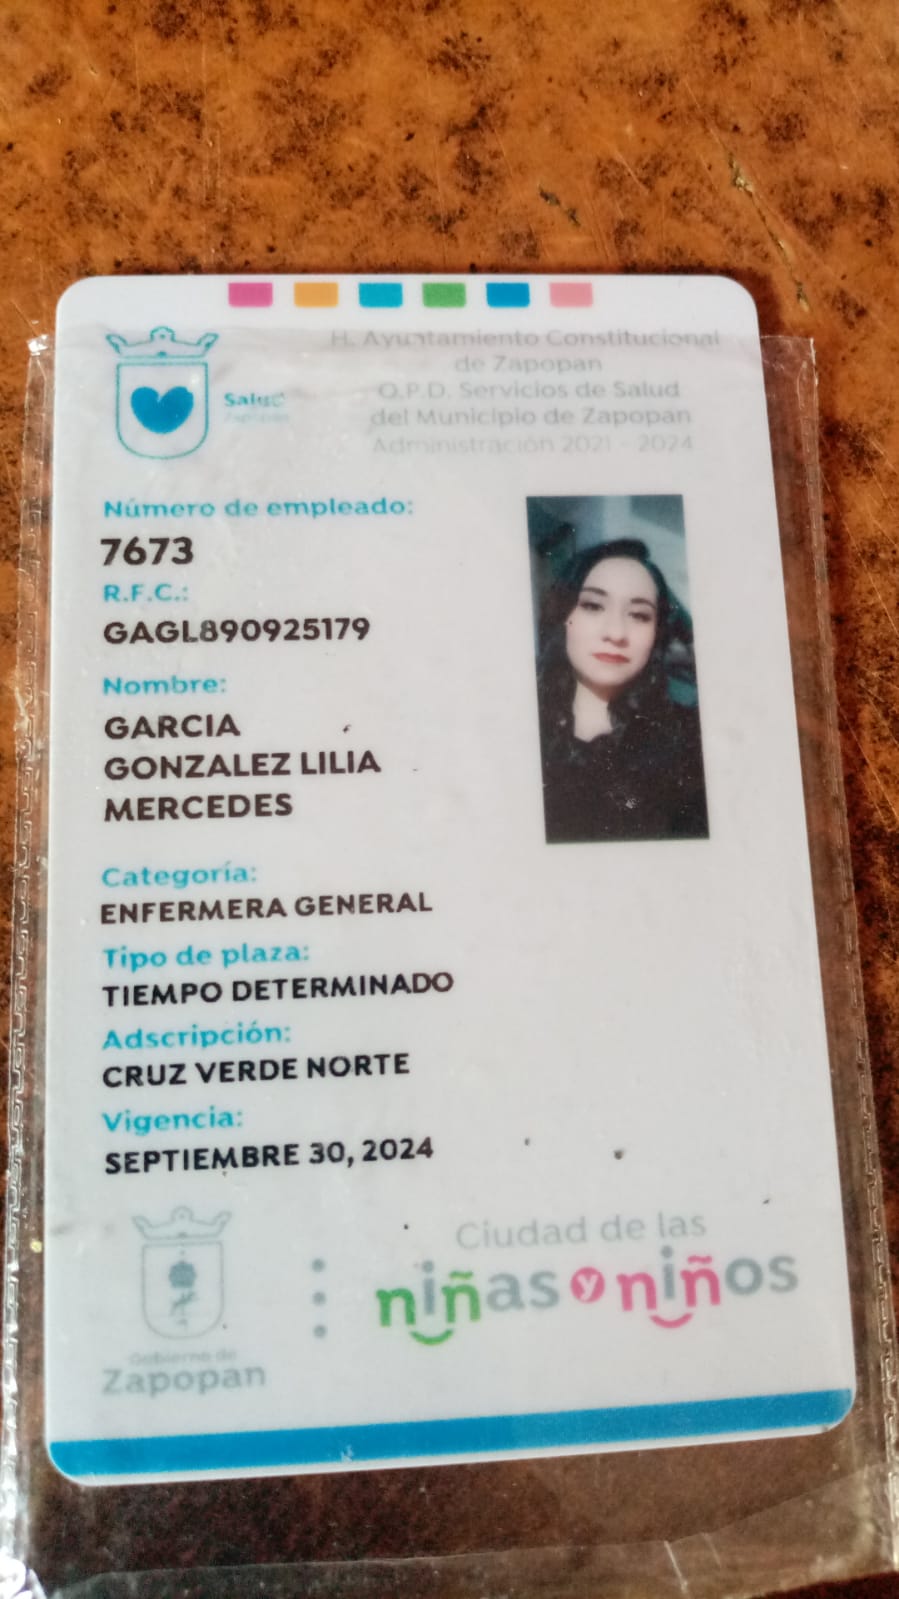 H. Ayuntamiento Constitucional
de Zapopan
O.P.D. Servicios de Salud
del Municipio de Zapopan
Administración 2021 - 2024
Salud
Zapopan
Número de empleado:
7673
R.F.C.:
GAGL890925179
Nombre:
GARCIA
GONZALEZ LILIA
MERCEDES
Categoría:
ENFERMERA GENERAL
Tipo de plaza:
TIEMPO DETERMINADO
Adscripción:
CRUZ VERDE NORTE
Vigencia:
SEPTIEMBRE 30, 2024
Ciudad de las
niñas y niños
Gobierno de
Zapopan